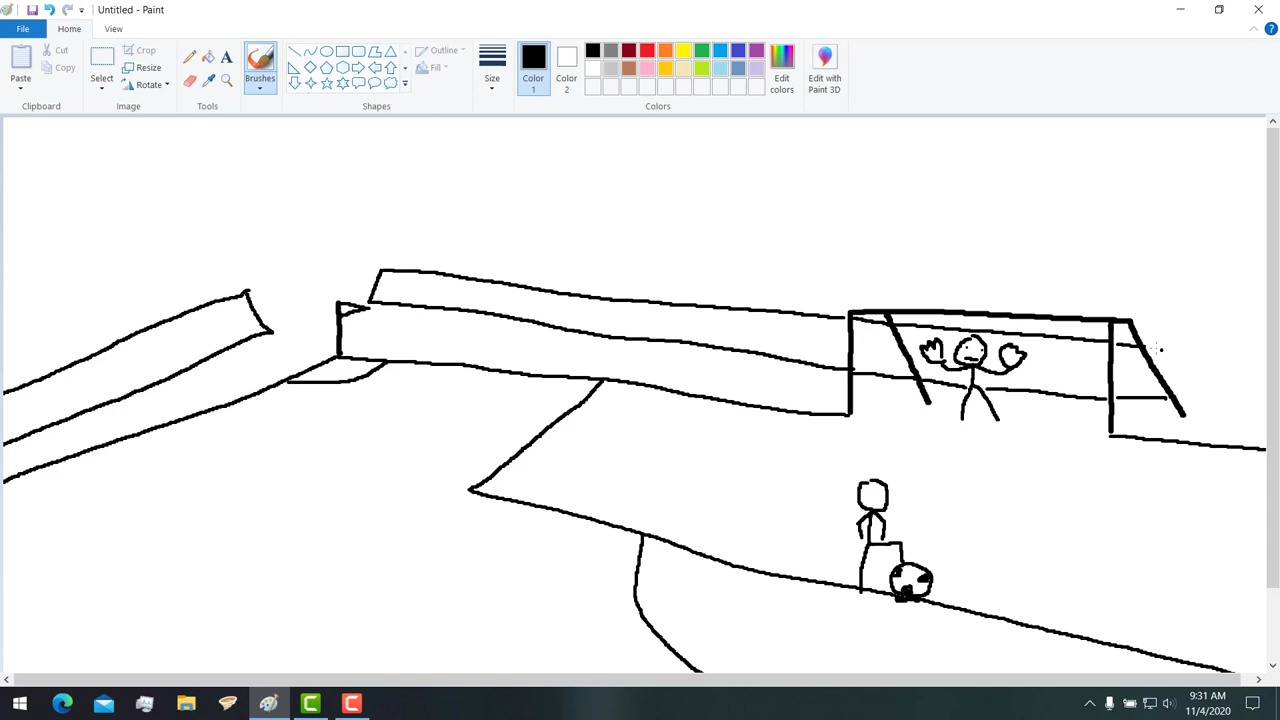 Untitled - Paint
File
Home
View
Paste
Cut
Copy
Clipboard
Select
Crop
Resize
Rotate
Image
A
Tools
Brushes
Shapes
Outline
Fill
Size
Color 1
Color 2
Colors
Edit colors
Edit with Paint 3D
9:31 AM
11/4/2020